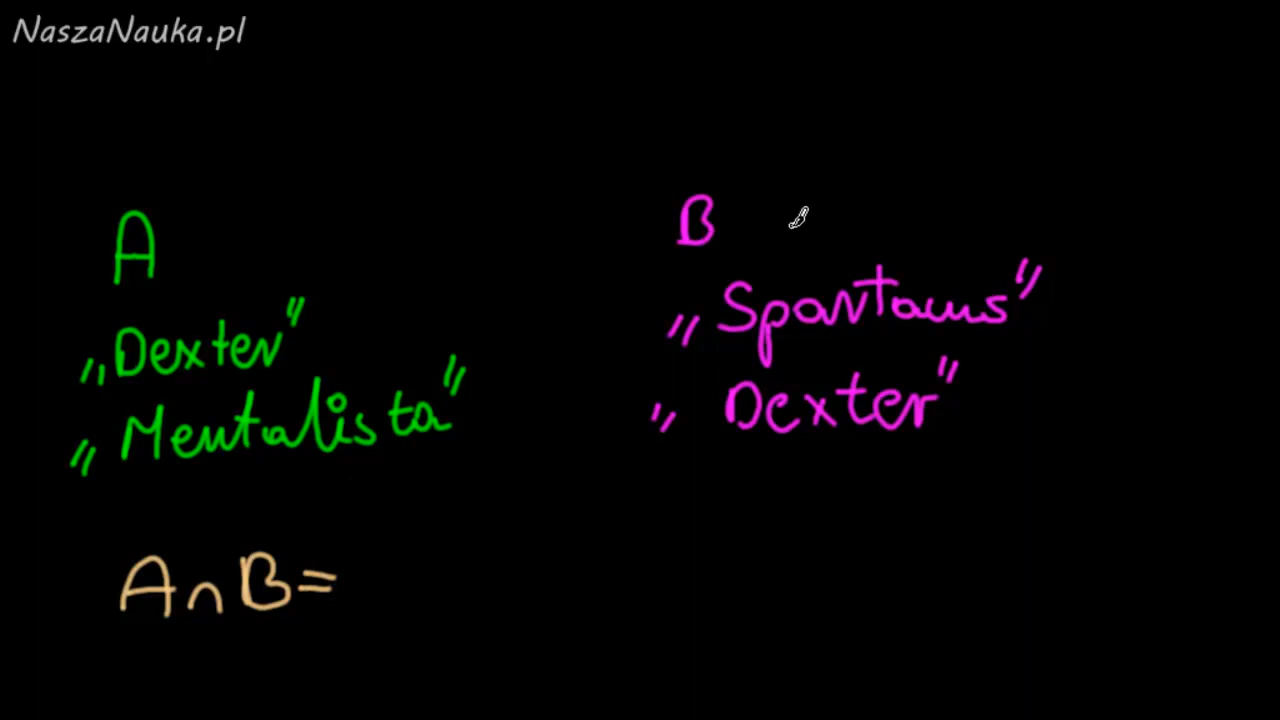 NaszaNauka.pl
A
„Dexter”
„Mentalista”
B
„Spartacus”
„Dexter”
A∩B=